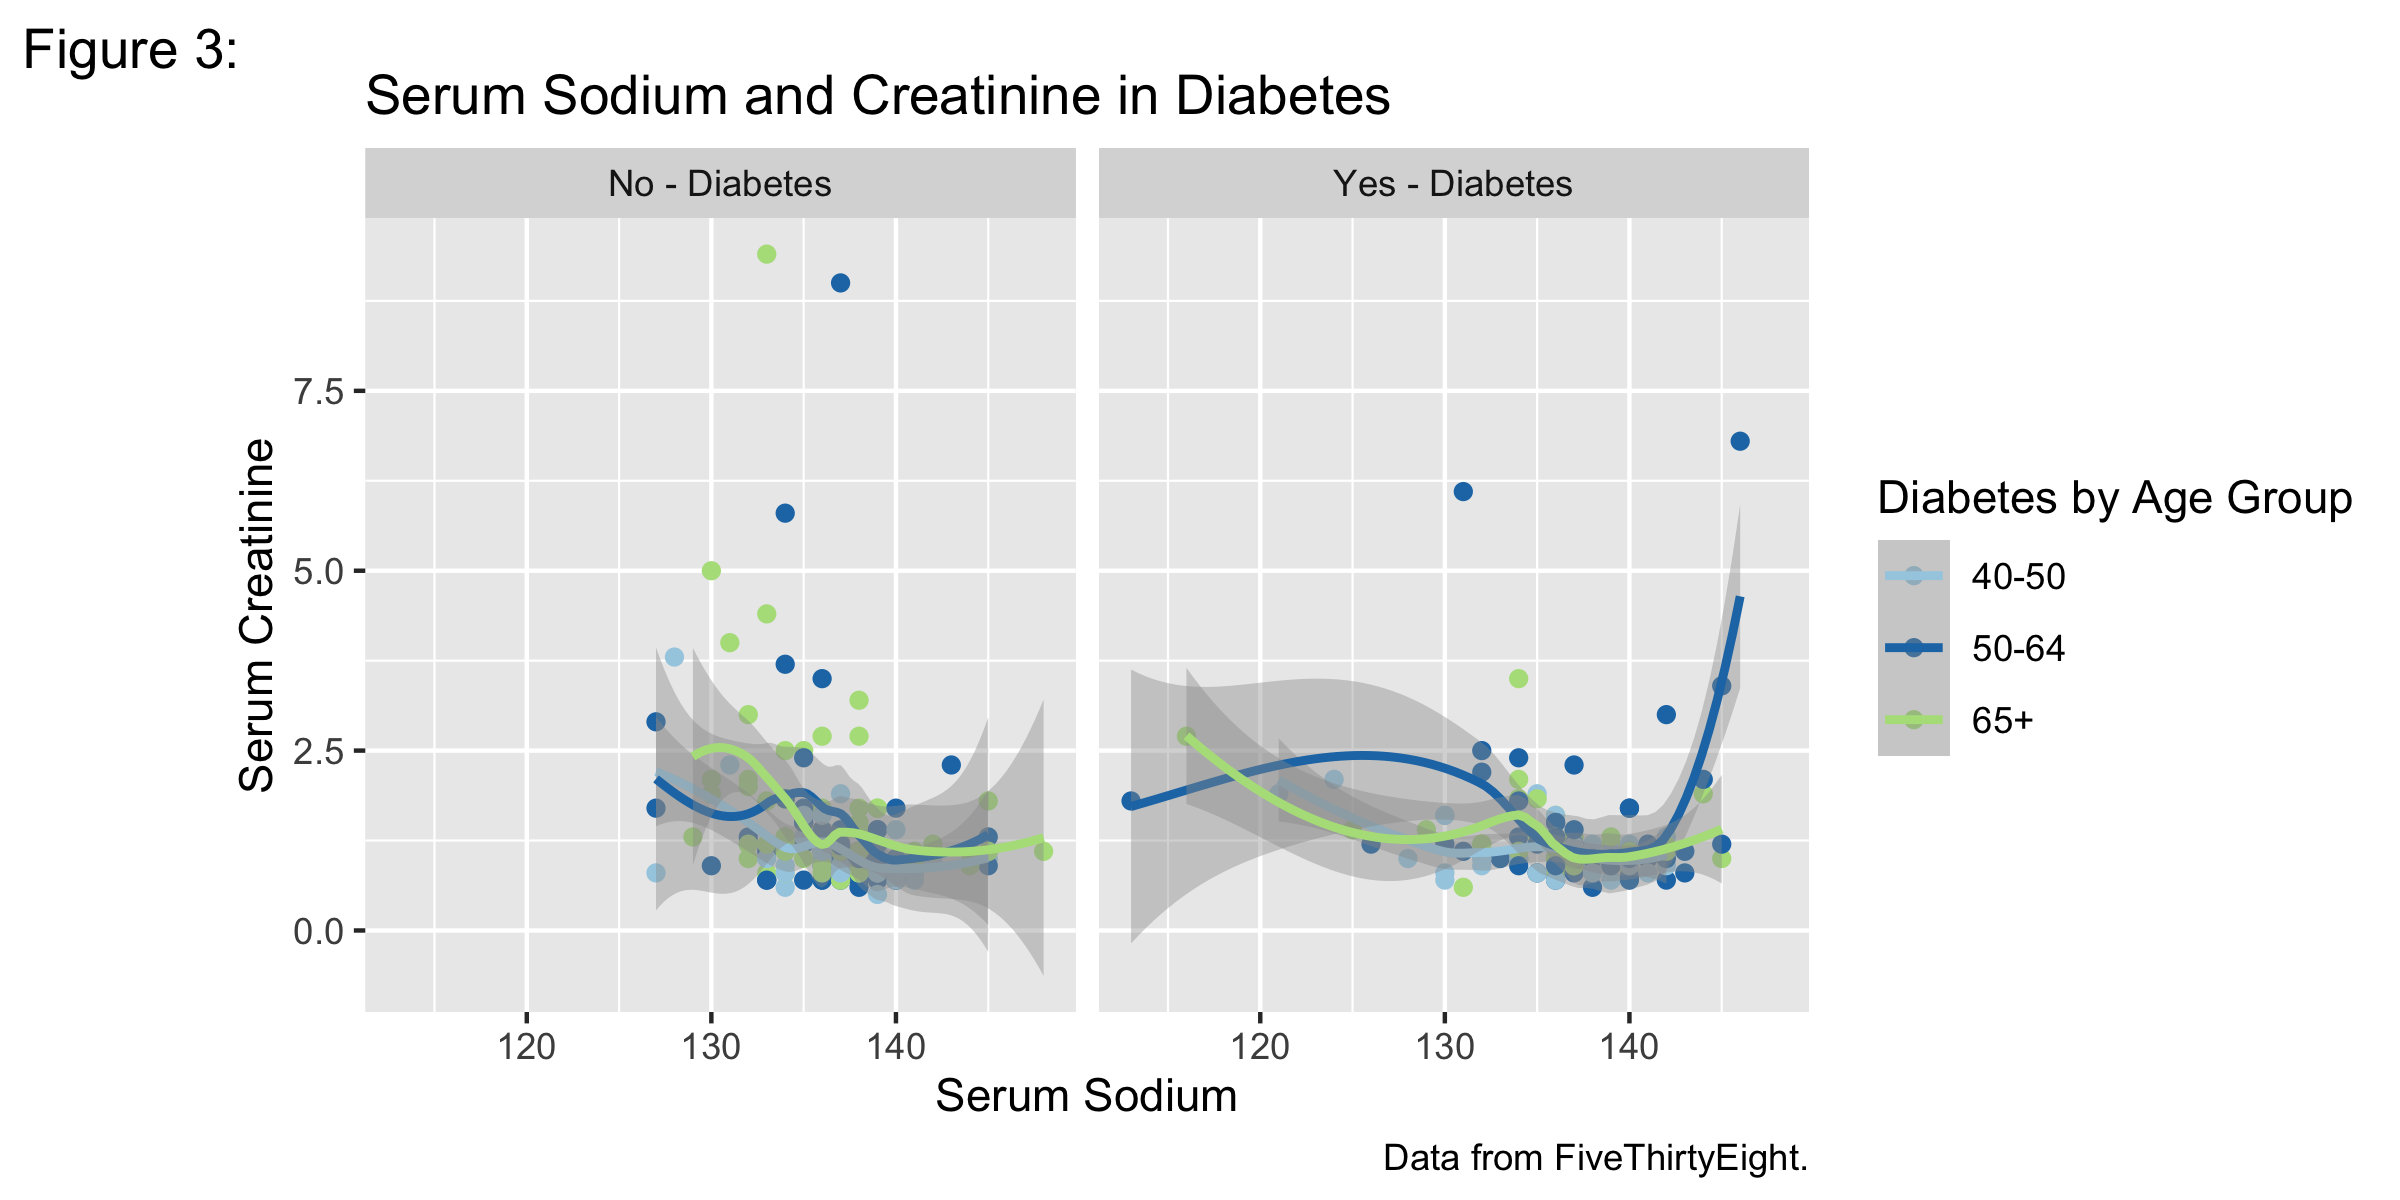 Figure 3:
Serum Sodium and Creatinine in Diabetes
No - Diabetes
Yes - Diabetes
7.5
5.0
2.5
0.0
Serum Creatinine
120
130
140
120
130
140
Serum Sodium
Diabetes by Age Group
40-50
50-64
65+
Data from FiveThirtyEight.